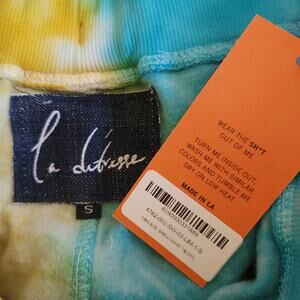 la détresse
S
WEAR THE SH*T
OUT OF ME
TURN ME INSIDE OUT,
WASH ME WITH SIMILAR
COLORS AND TUMBLE ME
DRY ON LOW HEAT
MADE IN LA